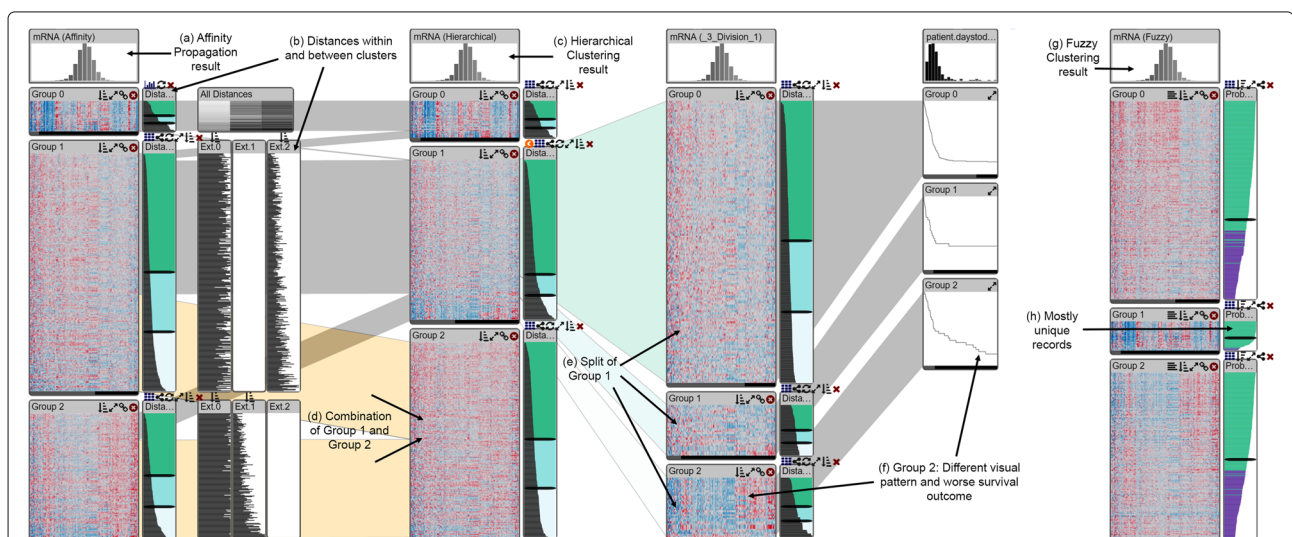 mRNA (Affinity)
(a) Affinity
Propagation
result
(b) Distances within
and between clusters
mRNA (Hierarchical)
(c) Hierarchical
Clustering
result
mRNA (_3_Division_1)
patient.daystod...
(g) Fuzzy
Clustering
result
mRNA (Fuzzy)
Group 0
Dista...
All Distances
Group 0
Dista...
Group 0
Dista...
Group 0
Group 0
Prob...
Group 1
Dista...
Ext.0
Ext.1
Ext.2
Group 1
Dista...
Group 1
Group 2
(h) Mostly
unique
records
Group 1
Prob...
Group 2
Dista...
(e) Split of
Group 1
Group 2
Prob...
Group 2
Dista...
Ext.0
Ext.1
Ext.2
(d) Combination
of Group 1 and
Group 2
Group 1
Dista...
Group 2
Dista...
(f) Group 2: Different visual
pattern and worse survival
outcome